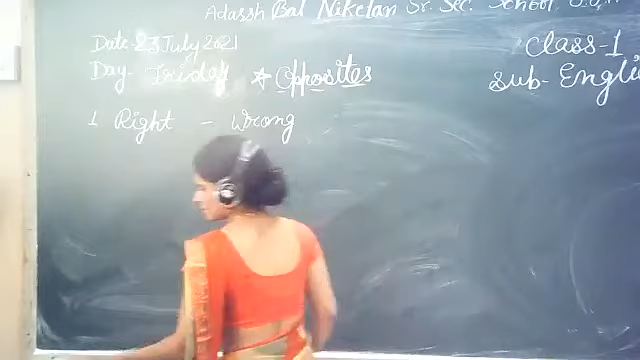 Adassh Bal Niketan Sr. Sec. School
Date- 23 July 2021
Class-1
Day- Friday
* Opposites
Sub- Engli
1 Right - Wrong